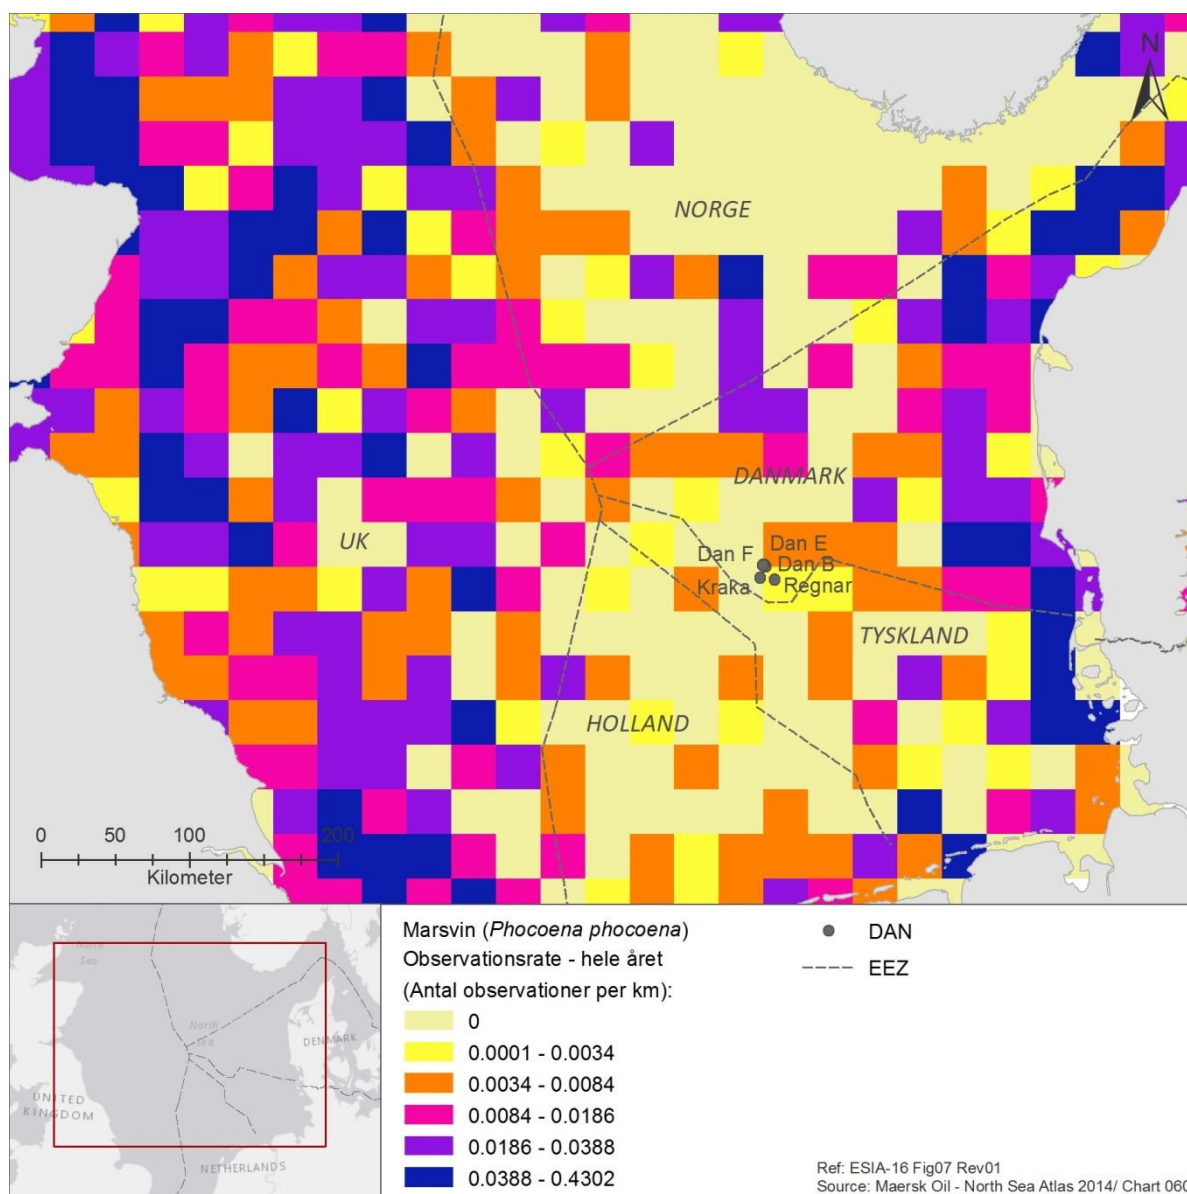 N
NORGE
DANMARK
UK
Dan F
Dan E
Dan B
Kraka
Regnar
TYSKLAND
HOLLAND
0 50 100 200
Kilometer
North
Sea
North
Sea
DENMARK
UNITED
KINGDOM
NETHERLANDS
Marsvin (Phocoena phocoena)
Observationsrate - hele året
(Antal observationer per km):
0
0.0001 - 0.0034
0.0034 - 0.0084
0.0084 - 0.0186
0.0186 - 0.0388
0.0388 - 0.4302
DAN
EEZ
Ref: ESIA-16 Fig07 Rev01
Source: Maersk Oil - North Sea Atlas 2014/ Chart 060